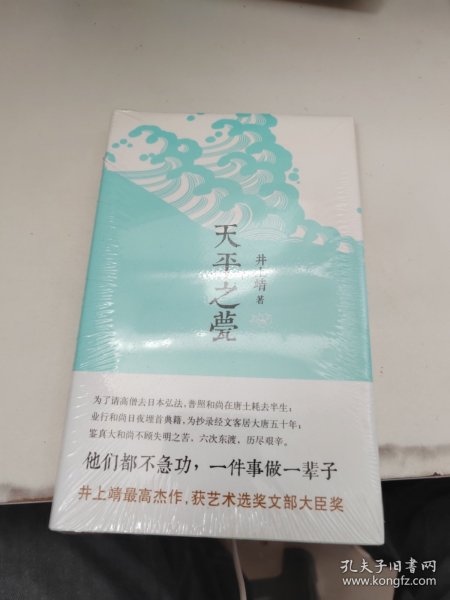 天平之甍
井上靖 著
为了请高僧去日本弘法，普照和尚在唐土耗去半生；
业行和尚日夜埋首典籍，为抄录经文客居大唐五十年；
鉴真大和尚不顾失明之苦，六次东渡，历尽艰辛。
他们都不急功，一件事做一辈子
井上靖最高杰作，获艺术选奖文部大臣奖
孔夫子旧书网
www.kongfz.com